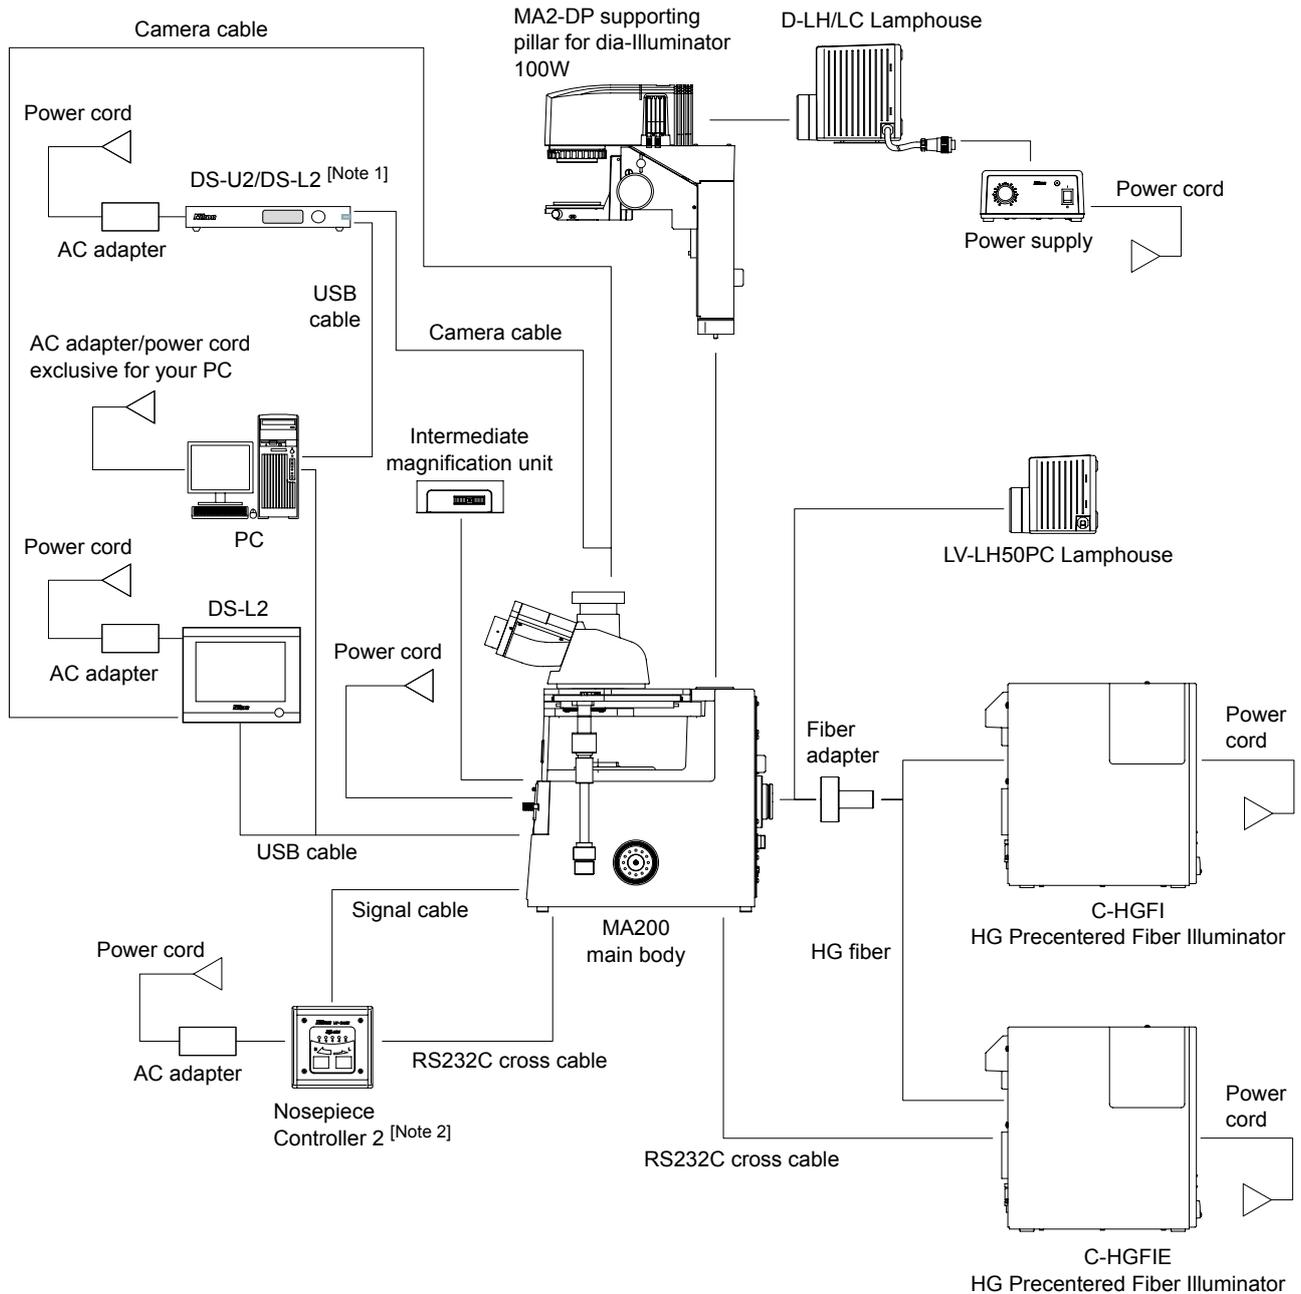 Camera cable
MA2-DP supporting
pillar for dia-Illuminator
100W
D-LH/LC Lamphouse
Power cord
DS-U2/DS-L2 [Note 1]
Nikon
AC adapter
Power cord
Power supply
USB
cable
Camera cable
AC adapter/power cord
exclusive for your PC
Intermediate
magnification unit
PC
LV-LH50PC Lamphouse
Power cord
DS-L2
AC adapter
Nikon
Power cord
Fiber
adapter
Power
cord
USB cable
Signal cable
MA200
main body
C-HGFI
HG Precentered Fiber Illuminator
HG fiber
Power cord
AC adapter
RS232C cross cable
Nosepiece
Controller 2 [Note 2]
Power
cord
RS232C cross cable
C-HGFIE
HG Precentered Fiber Illuminator